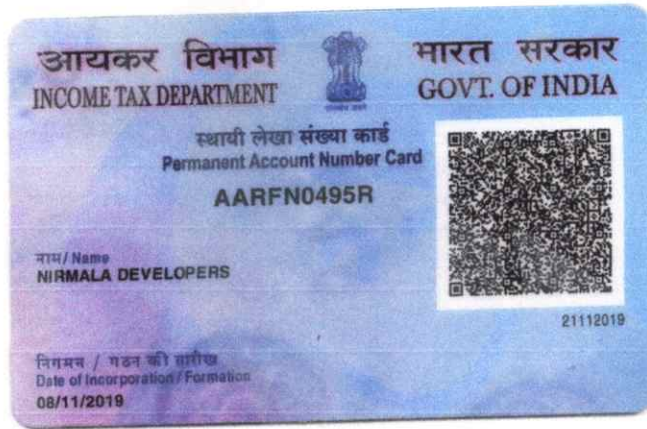 आयकर विभाग
INCOME TAX DEPARTMENT
भारत सरकार
GOVT. OF INDIA
स्थायी लेखा संख्या कार्ड
Permanent Account Number Card
AARFN0495R
नाम/ Name
NIRMALA DEVELOPERS
21112019
निगमन / गठन की तारीख
Date of Incorporation / Formation
08/11/2019